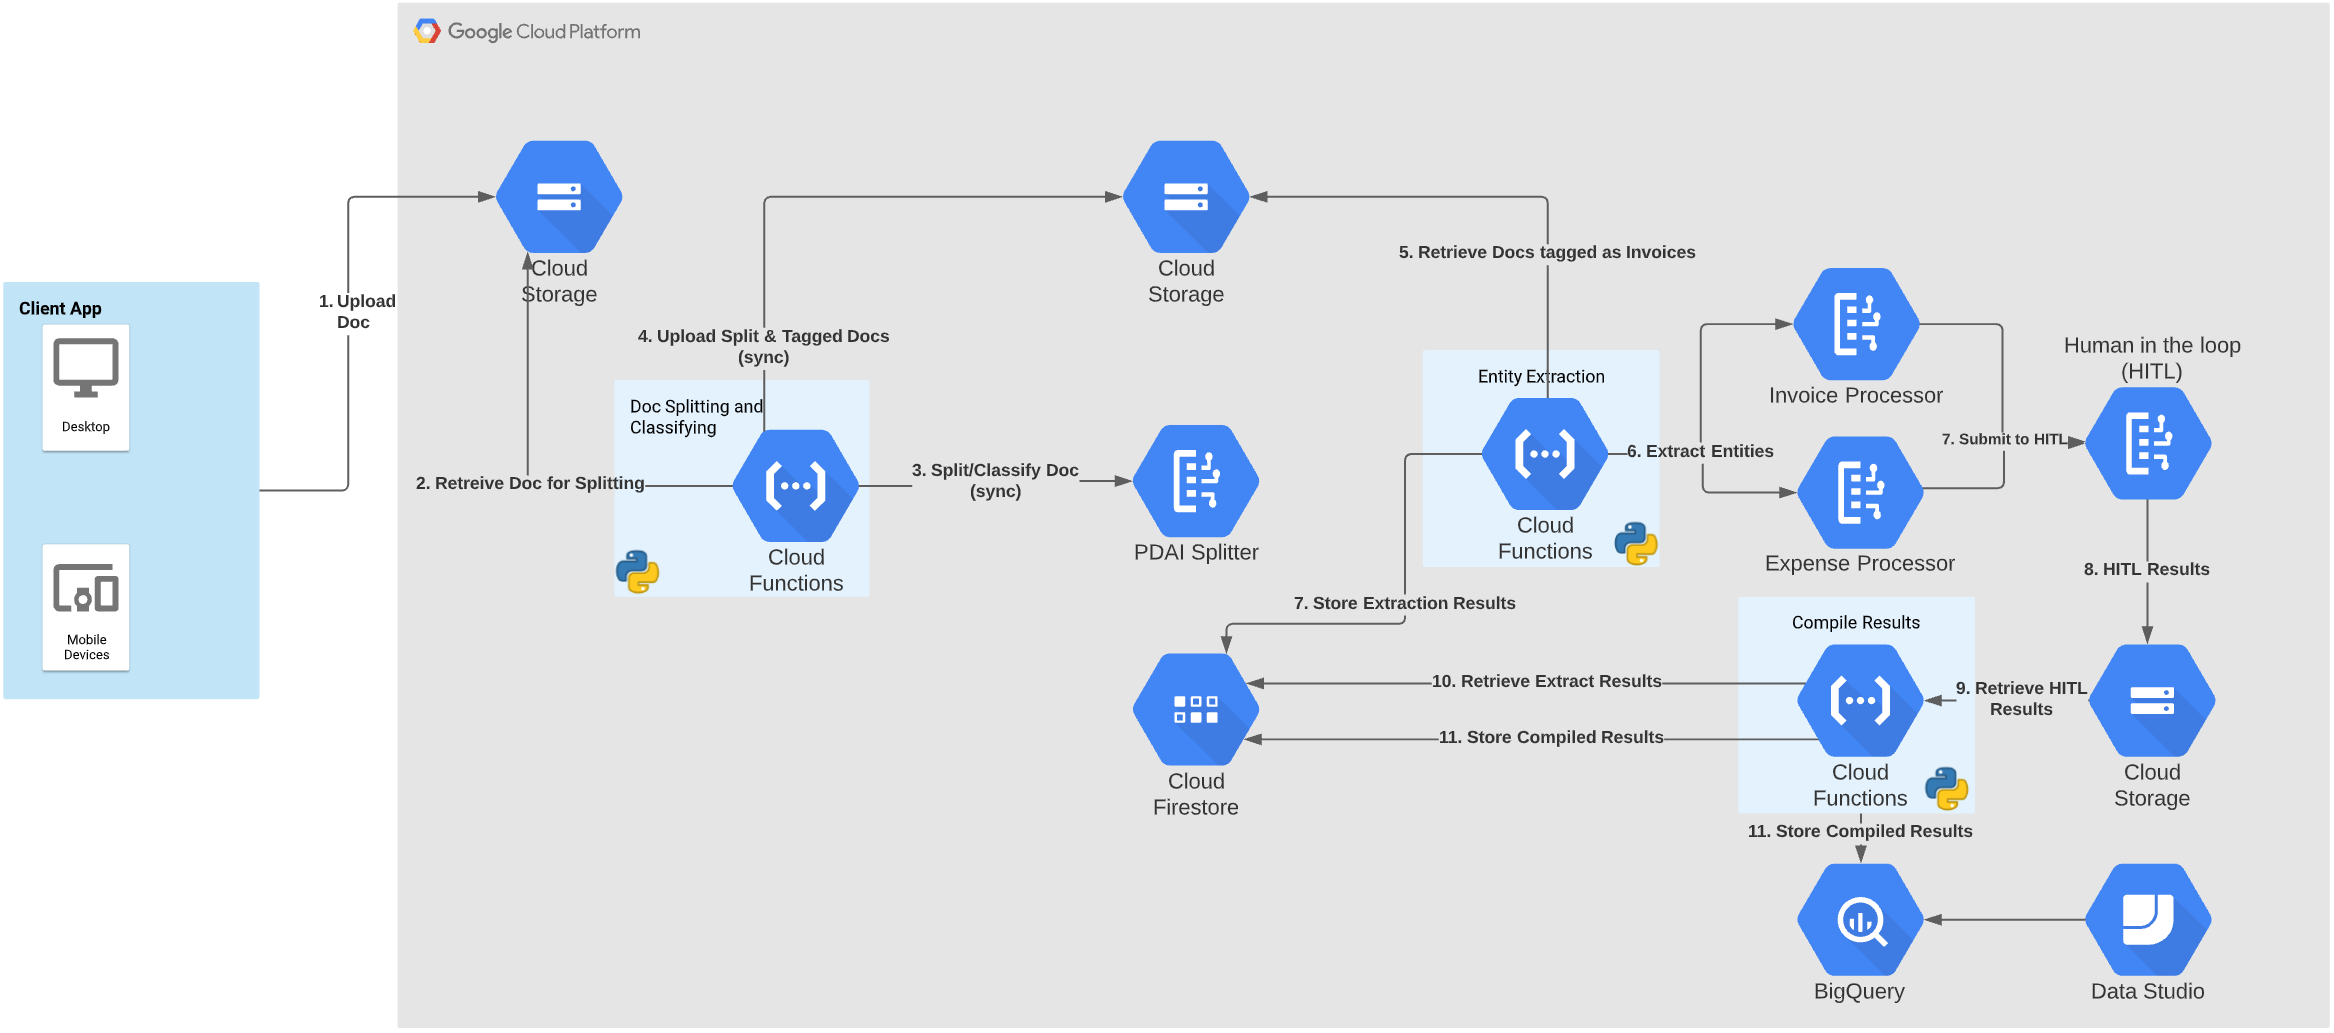 Google Cloud Platform
Client App
Desktop
Mobile
Devices
1. Upload
Doc
Cloud
Storage
2. Retreive Doc for Splitting
4. Upload Split & Tagged Docs
(sync)
Doc Splitting and
Classifying
Cloud
Functions
3. Split/Classify Doc
(sync)
PDAI Splitter
Cloud
Storage
5. Retrieve Docs tagged as Invoices
Entity Extraction
Cloud
Functions
6. Extract Entities
Invoice Processor
Expense Processor
7. Submit to HITL
Human in the loop
(HITL)
7. Store Extraction Results
8. HITL Results
Cloud
Storage
9. Retrieve HITL
Results
Compile Results
Cloud
Functions
10. Retrieve Extract Results
11. Store Compiled Results
Cloud
Firestore
11. Store Compiled Results
BigQuery
Data Studio